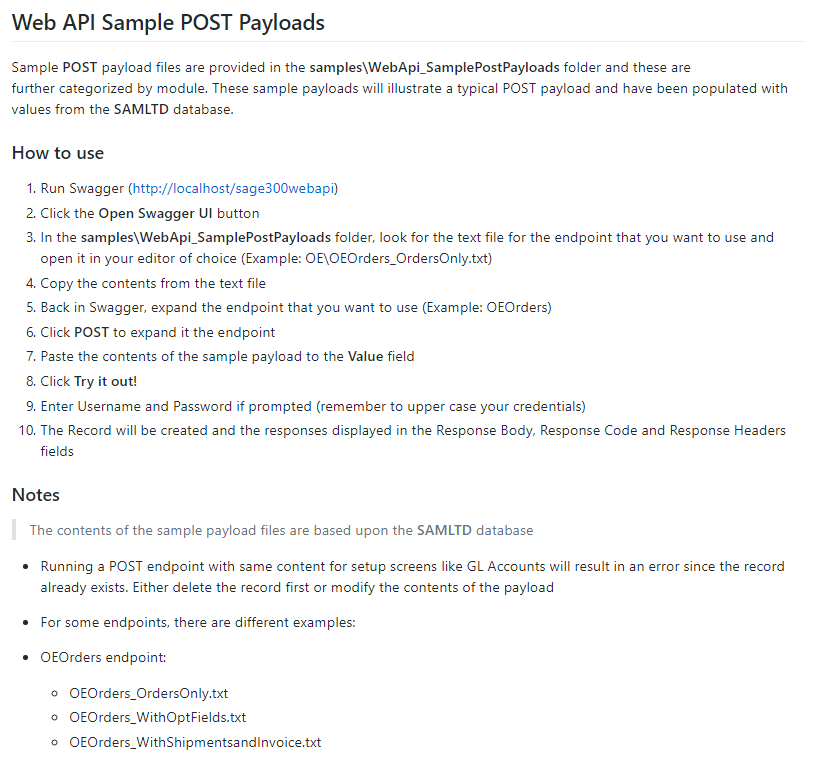 Web API Sample POST Payloads
Sample POST payload files are provided in the samples\WebApi_SamplePostPayloads folder and these are
further categorized by module. These sample payloads will illustrate a typical POST payload and have been populated with
values from the SAMLTD database.
How to use
1. Run Swagger (http://localhost/sage300webapi)
2. Click the Open Swagger UI button
3. In the samples\WebApi_SamplePostPayloads folder, look for the text file for the endpoint that you want to use and
open it in your editor of choice (Example: OE\OEOrders_OrdersOnly.txt)
4. Copy the contents from the text file
5. Back in Swagger, expand the endpoint that you want to use (Example: OEOrders)
6. Click POST to expand it the endpoint
7. Paste the contents of the sample payload to the Value field
8. Click Try it out!
9. Enter Username and Password if prompted (remember to upper case your credentials)
10. The Record will be created and the responses displayed in the Response Body, Response Code and Response Headers
fields
Notes
The contents of the sample payload files are based upon the SAMLTD database
• Running a POST endpoint with same content for setup screens like GL Accounts will result in an error since the record
already exists. Either delete the record first or modify the contents of the payload
• For some endpoints, there are different examples:
• OEOrders endpoint:
○ OEOrders_OrdersOnly.txt
○ OEOrders_WithOptFields.txt
○ OEOrders_WithShipmentsandInvoice.txt